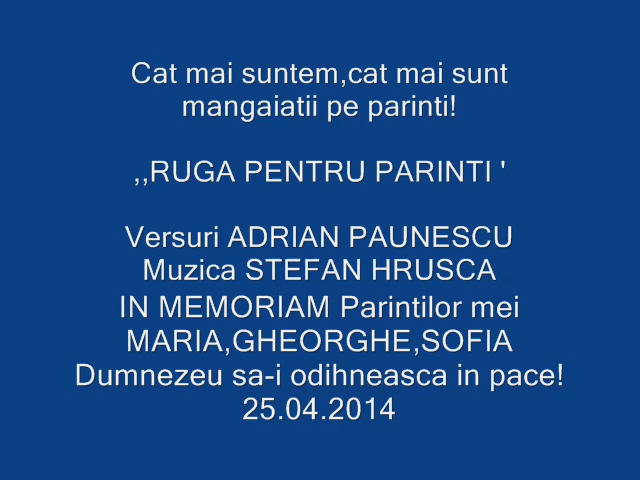 Cat mai suntem,cat mai sunt
mangaiatii pe parinti!
,,RUGA PENTRU PARINTI '
Versuri ADRIAN PAUNESCU
Muzica STEFAN HRUSCA
IN MEMORIAM Parintilor mei
MARIA,GHEORGHE,SOFIA
Dumnezeu sa-i odihneasca in pace!
25.04.2014